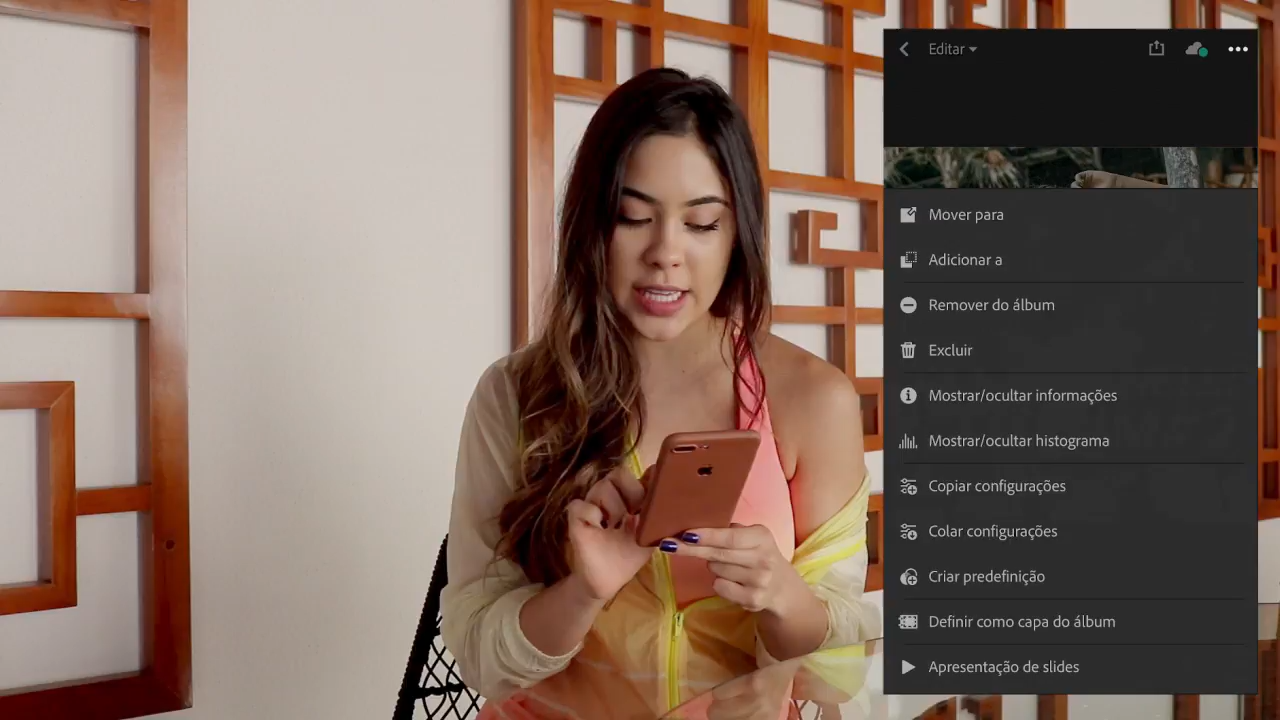 Editar
Mover para
Adicionar a
Remover do álbum
Excluir
Mostrar/ocultar informações
Mostrar/ocultar histograma
Copiar configurações
Colar configurações
Criar predefinição
Definir como capa do álbum
Apresentação de slides